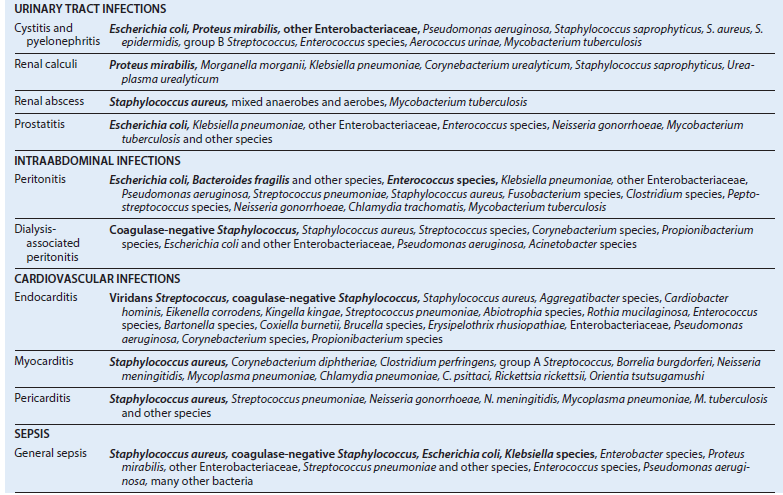 URINARY TRACT INFECTIONS
Cystitis and Escherichia coli, Proteus mirabilis, other Enterobacteriaceae, Pseudomonas aeruginosa, Staphylococcus saprophyticus, S. aureus, S.
pyelonephritis epidermidis, group B Streptococcus, Enterococcus species, Aerococcus urinae, Mycobacterium tuberculosis
Renal calculi Proteus mirabilis, Morganella morganii, Klebsiella pneumoniae, Corynebacterium urealyticum, Staphylococcus saprophyticus, Urea-
plasma urealyticum
Renal abscess Staphylococcus aureus, mixed anaerobes and aerobes, Mycobacterium tuberculosis
Prostatitis Escherichia coli, Klebsiella pneumoniae, other Enterobacteriaceae, Enterococcus species, Neisseria gonorrhoeae, Mycobacterium
tuberculosis and other species
INTRAABDOMINAL INFECTIONS
Peritonitis Escherichia coli, Bacteroides fragilis and other species, Enterococcus species, Klebsiella pneumoniae, other Enterobacteriaceae,
Pseudomonas aeruginosa, Streptococcus pneumoniae, Staphylococcus aureus, Fusobacterium species, Clostridium species, Pepto-
streptococcus species, Neisseria gonorrhoeae, Chlamydia trachomatis, Mycobacterium tuberculosis
Dialysis- Coagulase-negative Staphylococcus, Staphylococcus aureus, Streptococcus species, Corynebacterium species, Propionibacterium
associated species, Escherichia coli and other Enterobacteriaceae, Pseudomonas aeruginosa, Acinetobacter species
peritonitis
CARDIOVASCULAR INFECTIONS
Endocarditis Viridans Streptococcus, coagulase-negative Staphylococcus, Staphylococcus aureus, Aggregatibacter species, Cardiobacter
hominis, Eikenella corrodens, Kingella kingae, Streptococcus pneumoniae, Abiotrophia species, Rothia mucilaginosa, Enterococcus
species, Bartonella species, Coxiella burnetii, Brucella species, Erysipelothrix rhusiopathiae, Enterobacteriaceae, Pseudomonas
aeruginosa, Corynebacterium species, Propionibacterium species
Myocarditis Staphylococcus aureus, Corynebacterium diphtheriae, Clostridium perfringens, group A Streptococcus, Borrelia burgdorferi, Neisseria
meningitidis, Mycoplasma pneumoniae, Chlamydia pneumoniae, C. psittaci, Rickettsia rickettsii, Orientia tsutsugamushi
Pericarditis Staphylococcus aureus, Streptococcus pneumoniae, Neisseria gonorrhoeae, N. meningitidis, Mycoplasma pneumoniae, M. tuberculosis
and other species
SEPSIS
General sepsis Staphylococcus aureus, coagulase-negative Staphylococcus, Escherichia coli, Klebsiella species, Enterobacter species, Proteus
mirabilis, other Enterobacteriaceae, Streptococcus pneumoniae and other species, Enterococcus species, Pseudomonas aerugi-
nosa, many other bacteria